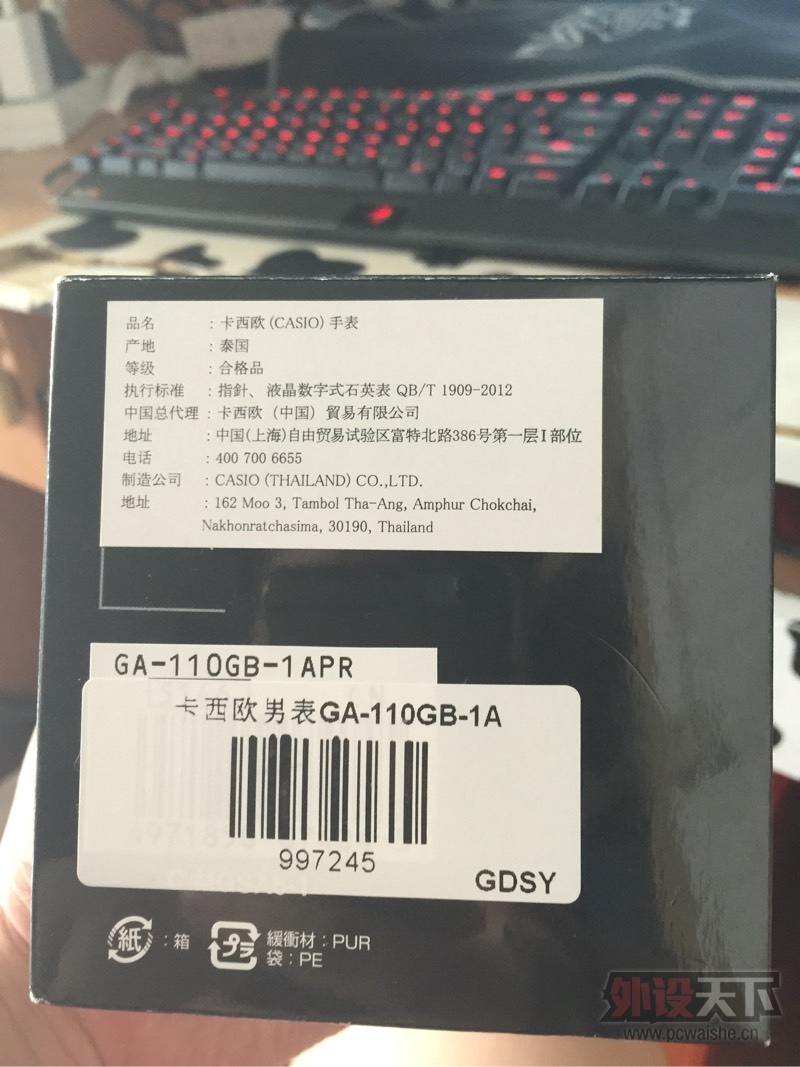 品名 : 卡西欧(CASIO)手表
产地 : 泰国
等级 : 合格品
执行标准 : 指針、液晶数字式石英表 QB/T 1909-2012
中国总代理 : 卡西欧（中国）貿易有限公司
地址 : 中国(上海)自由贸易试验区富特北路386号第一层I部位
电话 : 400 700 6655
制造公司 : CASIO (THAILAND) CO.,LTD.
地址 : 162 Moo 3, Tambol Tha-Ang, Amphur Chokchai,
Nakhonratchasima, 30190, Thailand
GA-110GB-1APR
卡西欧男表GA-110GB-1A
997245
GDSY
紙 : 箱
プラ 緩衝材 : PUR
袋 : PE
外设天下
www.pcwaishe.cn